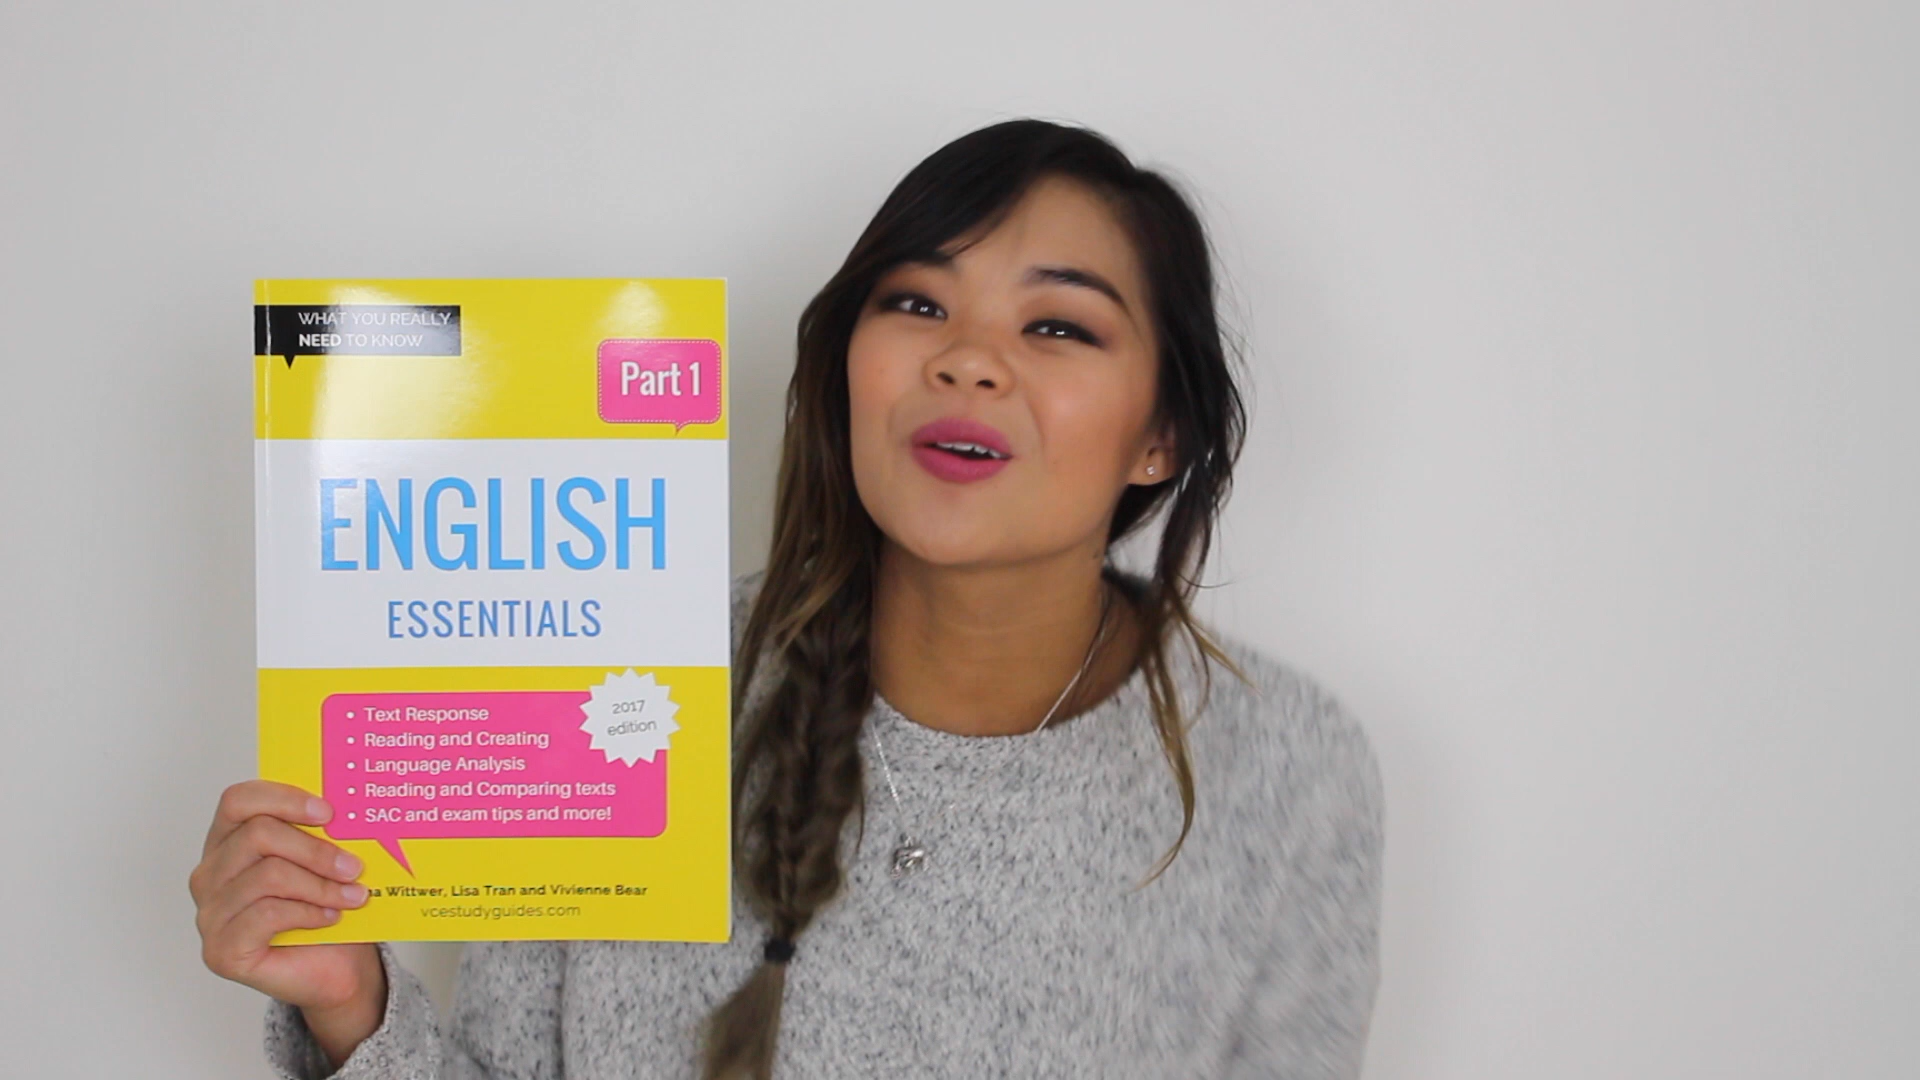 WHAT YOU REALLY
NEED TO KNOW
Part 1
ENGLISH
ESSENTIALS
2017
edition
• Text Response
• Reading and Creating
• Language Analysis
• Reading and Comparing texts
• SAC and exam tips and more!
Wittwer, Lisa Tran and Vivienne Bear
vcestudyguides.com